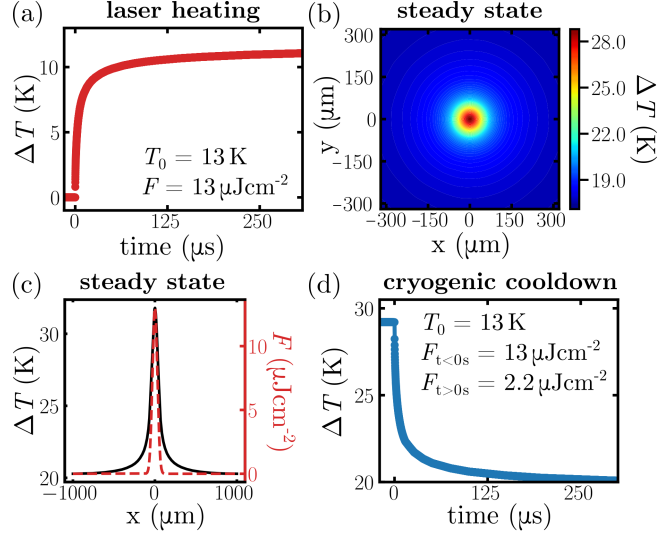 (a) laser heating
10
5
0
ΔT (K)
T₀ = 13 K
F = 13 μJcm⁻²
0 125 250
time (μs)
(b) steady state
300
150
0
−150
−300
y (μm)
−300 −150 0 150 300
x (μm)
28.0
25.0
22.0
19.0
ΔT (K)
(c) steady state
30
25
20
ΔT (K)
10
5
0
F (μJcm⁻²)
−1000 0 1000
x (μm)
(d) cryogenic cooldown
30
25
20
ΔT (K)
T₀ = 13 K
F_t<0s = 13 μJcm⁻²
F_t>0s = 2.2 μJcm⁻²
0 125 250
time (μs)